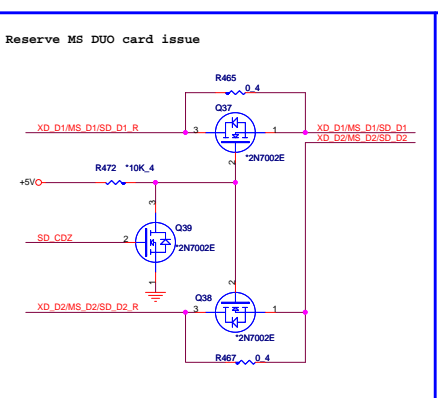 Reserve MS DUO card issue
R465
0_4
Q37
XD_D1/MS_D1/SD_D1_R
3
1
XD_D1/MS_D1/SD_D1
XD_D2/MS_D2/SD_D2
*2N7002E
2
R472 *10K_4
+5V
3
Q39
SD_CDZ
2
*2N7002E
1
2
Q38
XD_D2/MS_D2/SD_D2_R
3
1
*2N7002E
R467 0_4